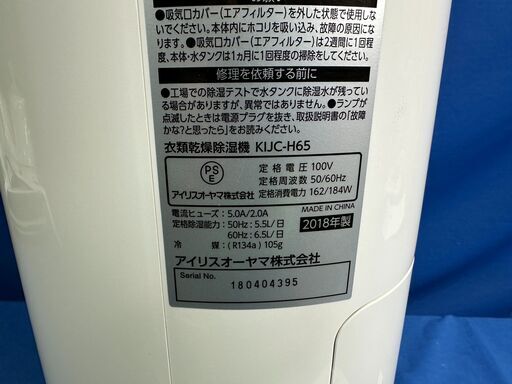 ●吸気口カバー(エアフィルター)を外した状態で使用しな
いでください。本体内にホコリを吸い込み、故障の原因にな
ります。●吸気口カバー(エアフィルター)は2週間に1回程
度、本体・水タンクは1ヵ月に1回程度の掃除をしてください。
修理を依頼する前に
●工場での除湿テストで水タンクに除湿水が残ってい
る場合がありますが、異常ではありません。●ランプが
点滅したときは電源プラグを抜き、取扱説明書の「故障
かな?と思ったら」をお読みください。
衣類乾燥除湿機 KIJC-H65
PS
E
定格電圧 100V
定格周波数 50/60Hz
定格消費電力 162/184W
アイリスオーヤマ株式会社
電流ヒューズ:5.0A/2.0A
MADE IN CHINA
定格除湿能力:50Hz:5.5L/日
2018年製
60Hz:6.5L/日
冷媒:(R134a)105g
アイリスオーヤマ株式会社
Serial No.
180404395